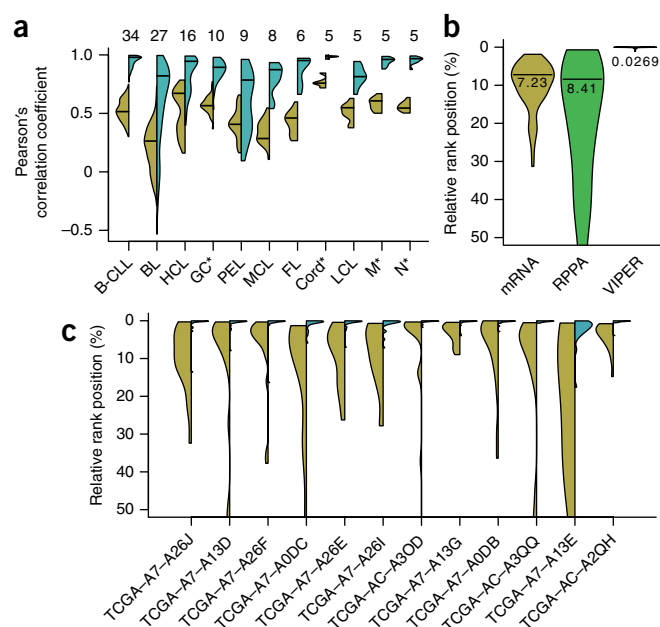 a
34 27 16 10 9 8 6 5 5 5 5
1.0
0.5
0
–0.5
Pearson's
correlation coefficient
B-CLL BL HCL GC* PEL MCL FL Cord* LCL M* N*
b
0
10
20
30
40
50
Relative rank position (%)
7.23
8.41
0.0269
mRNA RPPA VIPER
c
0
10
20
30
40
50
Relative rank position (%)
TCGA–A7–A26J
TCGA–A7–A13D
TCGA–A7–A26F
TCGA–A7–A0DC
TCGA–A7–A26E
TCGA–A7–A26I
TCGA–AC–A3OD
TCGA–A7–A13G
TCGA–A7–A0DB
TCGA–AC–A3QQ
TCGA–A7–A13E
TCGA–AC–A2QH